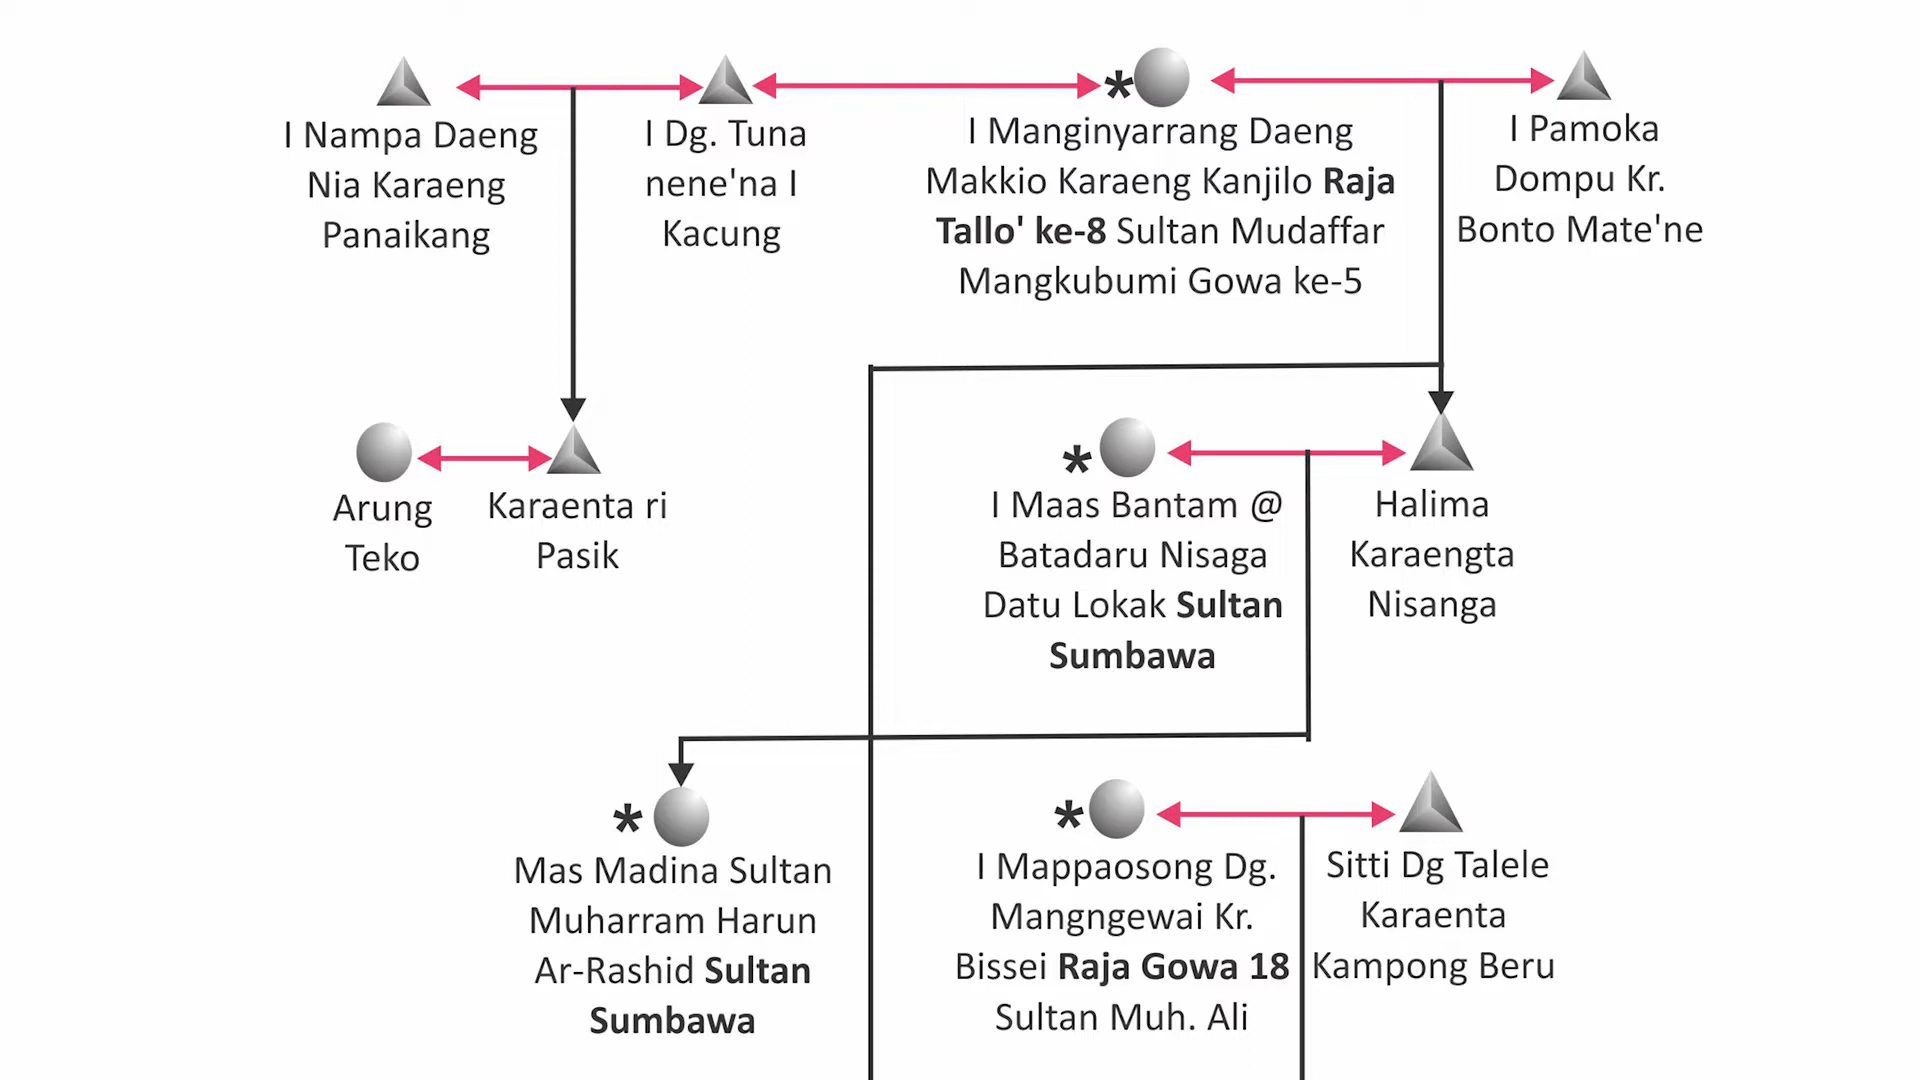 I Nampa Daeng
Nia Karaeng
Panaikang
I Dg. Tuna
nene'na I
Kacung
*
I Manginyarrang Daeng
Makkio Karaeng Kanjilo Raja
Tallo' ke-8 Sultan Mudaffar
Mangkubumi Gowa ke-5
I Pamoka
Dompu Kr.
Bonto Mate'ne
Arung
Teko
Karaenta ri
Pasik
*
I Maas Bantam @
Batadaru Nisaga
Datu Lokak Sultan
Sumbawa
Halima
Karaengta
Nisanga
*
Mas Madina Sultan
Muharram Harun
Ar-Rashid Sultan
Sumbawa
*
I Mappaosong Dg.
Mangngewai Kr.
Bissei Raja Gowa 18
Sultan Muh. Ali
Sitti Dg Talele
Karaenta
Kampong Beru